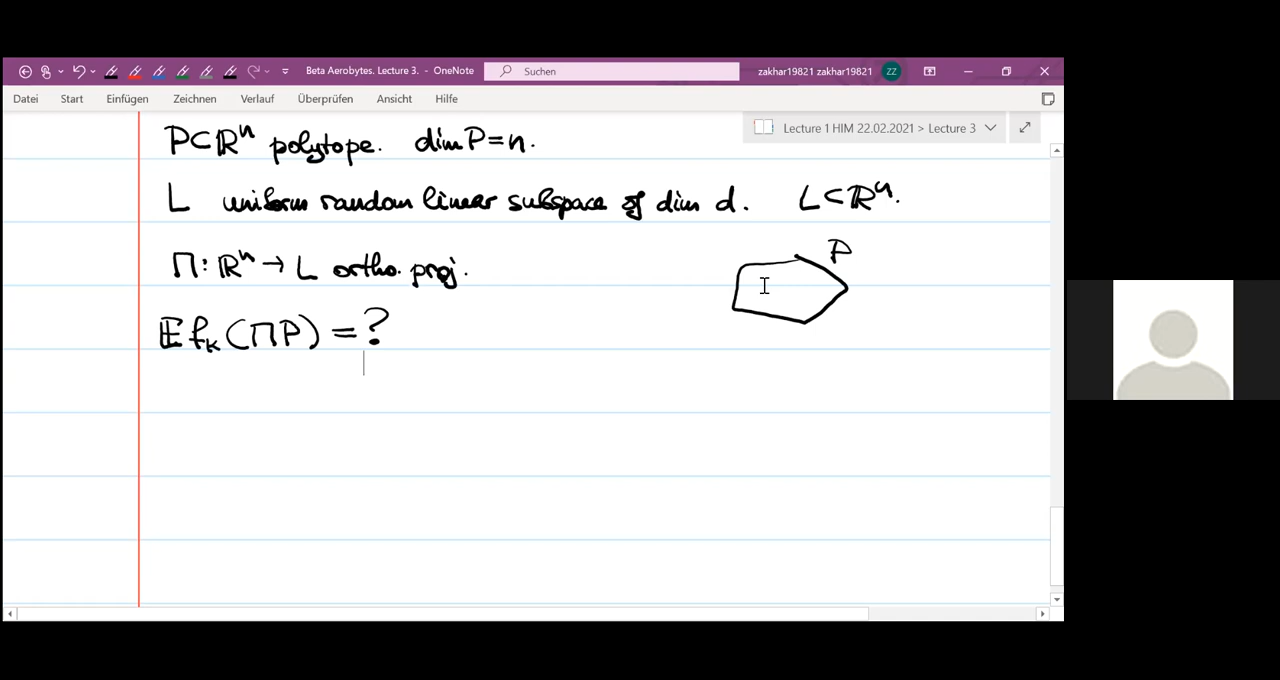 Beta Aerobytes. Lecture 3. - OneNote
Suchen
zakhar19821 zakhar19821 ZZ
Datei Start Einfügen Zeichnen Verlauf Überprüfen Ansicht Hilfe
Lecture 1 HIM 22.02.2021 > Lecture 3
P⊂ℝⁿ polytope. dim P = n.
L uniform random linear subspace of dim d. L⊂ℝⁿ.
Π: ℝⁿ → L ortho. proj.
P
𝔼 fₖ(ΠP) = ?